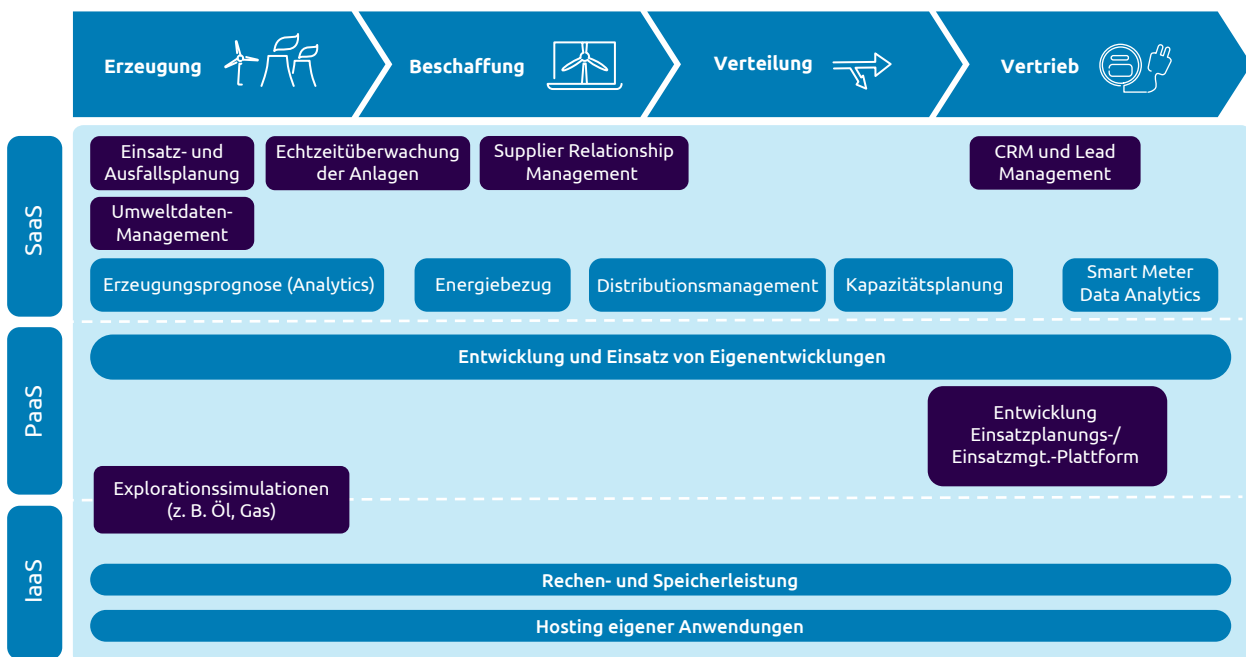 Erzeugung
Beschaffung
Verteilung
Vertrieb
SaaS
Einsatz- und
Ausfallsplanung
Echtzeitüberwachung
der Anlagen
Supplier Relationship
Management
CRM und Lead
Management
Umweltdaten-
Management
Erzeugungsprognose (Analytics)
Energiebezug
Distributionsmanagement
Kapazitätsplanung
Smart Meter
Data Analytics
PaaS
Entwicklung und Einsatz von Eigenentwicklungen
Entwicklung
Einsatzplanungs-/
Einsatzmgt.-Plattform
Explorationssimulationen
(z. B. Öl, Gas)
IaaS
Rechen- und Speicherleistung
Hosting eigener Anwendungen